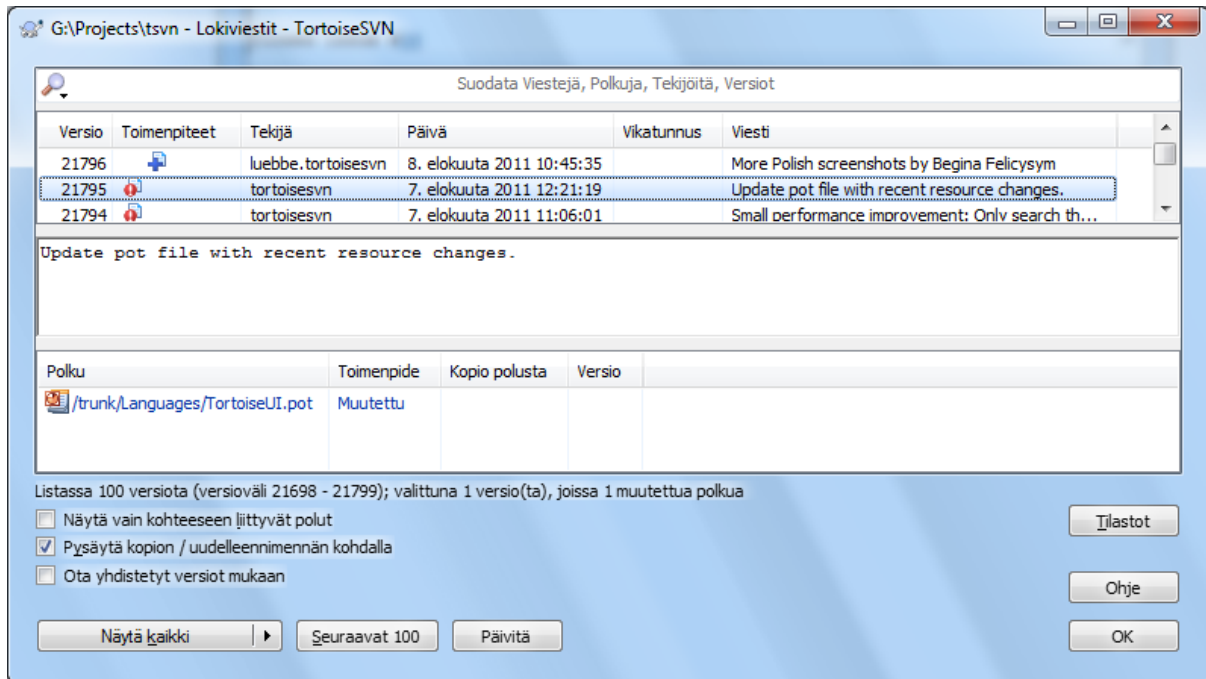 G:\Projects\tsvn - Lokiviestit - TortoiseSVN
Suodata Viestejä, Polkuja, Tekijöitä, Versiot
Versio Toimenpiteet Tekijä Päivä Vikatunnus Viesti
21796 luebbe.tortoisesvn 8. elokuuta 2011 10:45:35 More Polish screenshots by Begina Felicysym
21795 tortoisesvn 7. elokuuta 2011 12:21:19 Update pot file with recent resource changes.
21794 tortoisesvn 7. elokuuta 2011 11:06:01 Small performance improvement: Only search th...
Update pot file with recent resource changes.
Polku Toimenpide Kopio polusta Versio
/trunk/Languages/TortoiseUI.pot Muutettu
Listassa 100 versiota (versioväli 21698 - 21799); valittuna 1 versio(ta), joissa 1 muutettua polkua
Näytä vain kohteeseen liittyvät polut
Tilastot
Pysäytä kopion / uudelleennimennän kohdalla
Ota yhdistetyt versiot mukaan
Ohje
Näytä kaikki Seuraavat 100 Päivitä OK